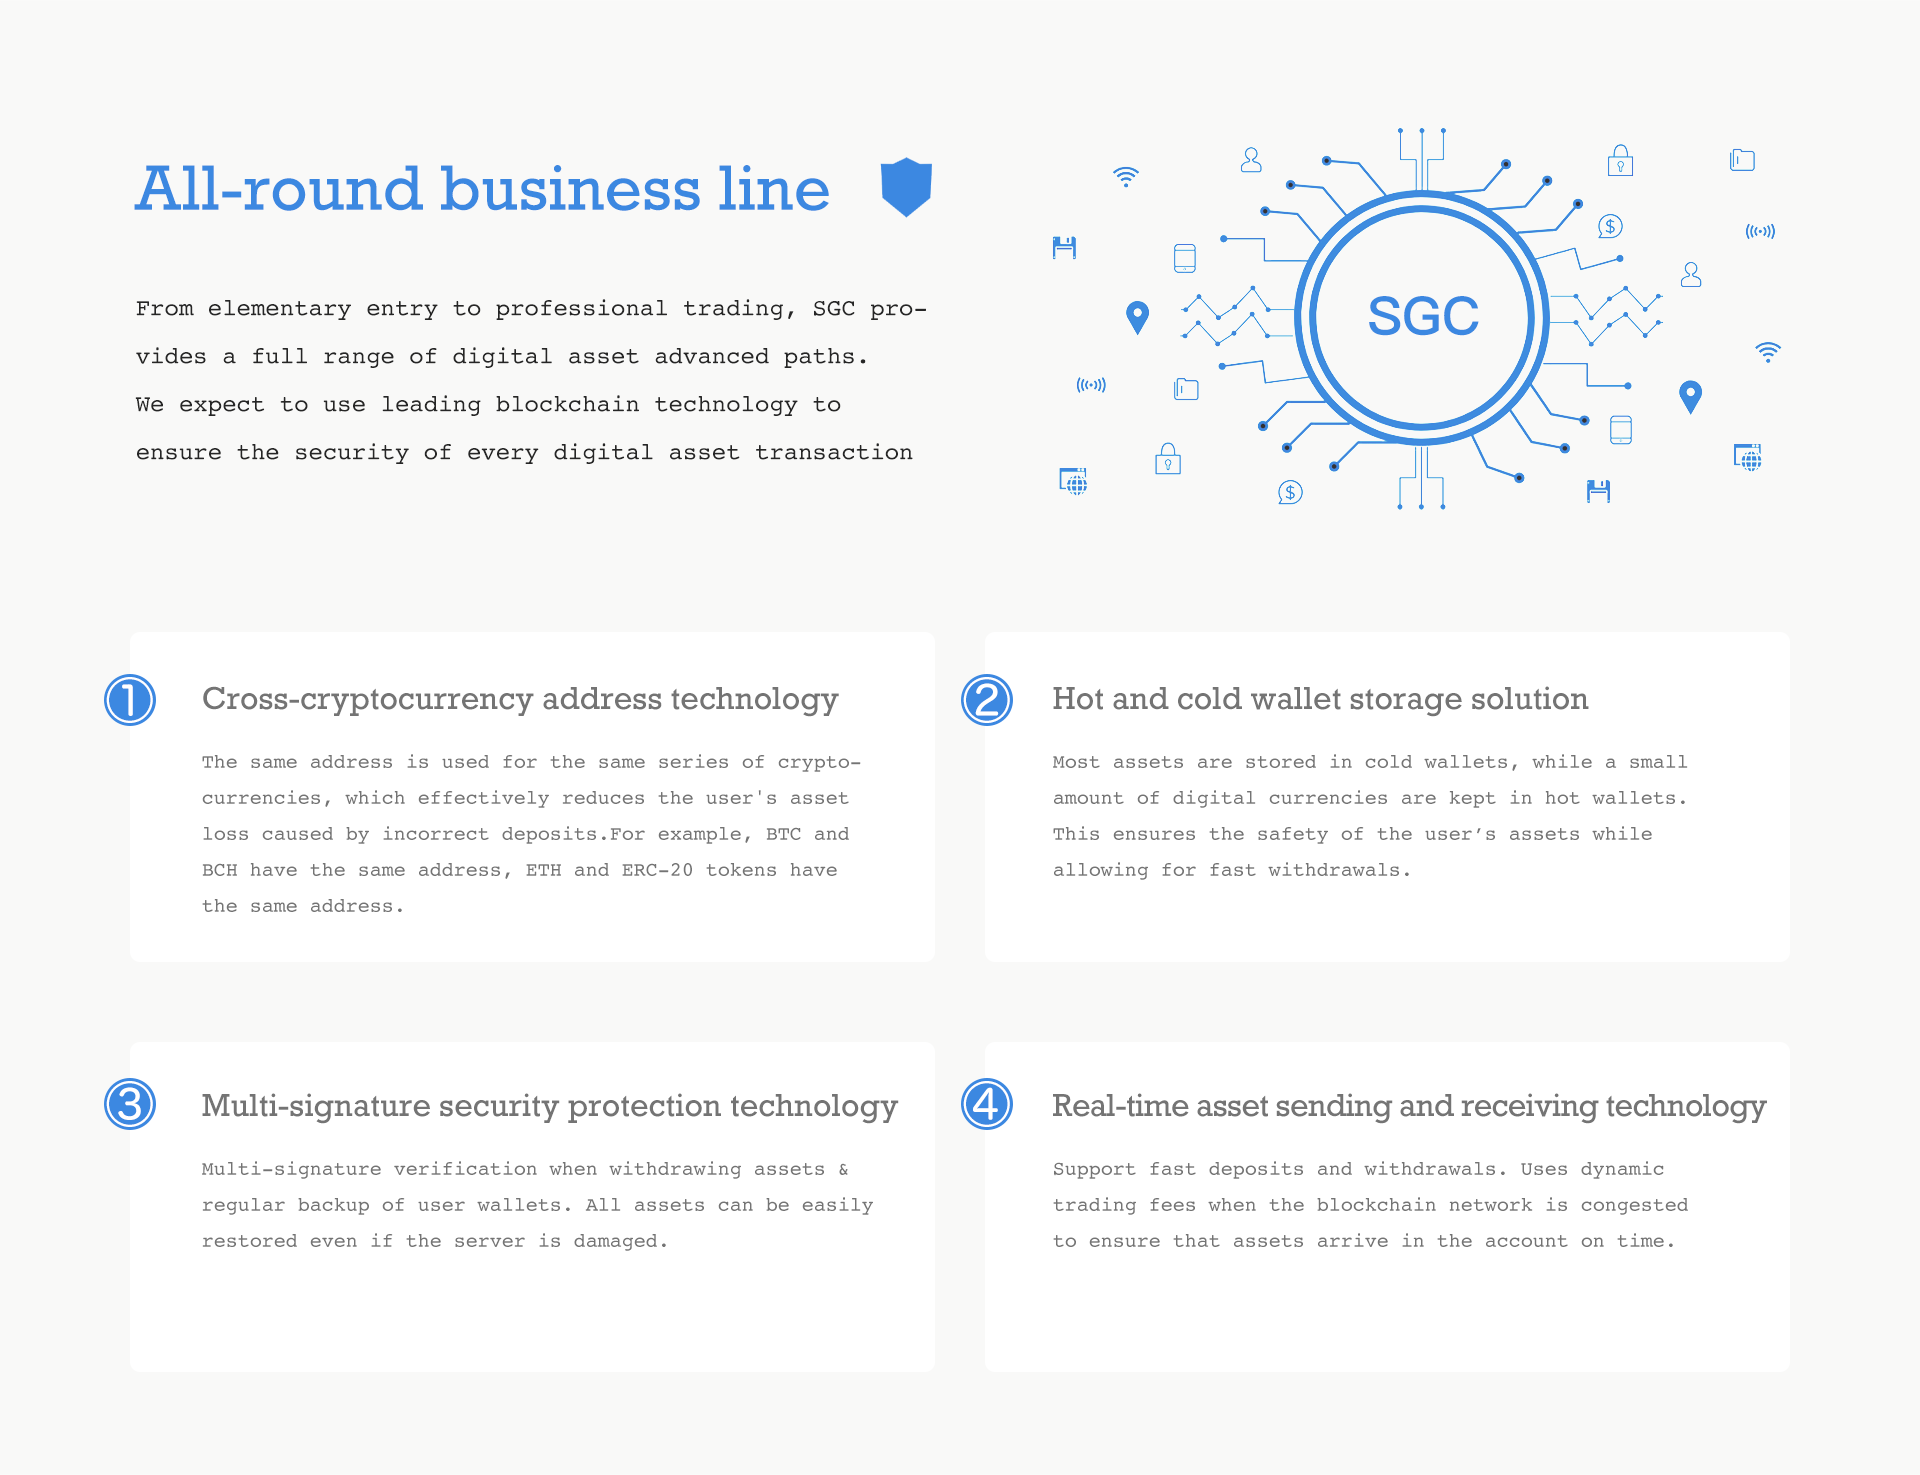 All-round business line
From elementary entry to professional trading, SGC pro-
vides a full range of digital asset advanced paths.
We expect to use leading blockchain technology to
ensure the security of every digital asset transaction
SGC
1
Cross-cryptocurrency address technology
The same address is used for the same series of crypto-
currencies, which effectively reduces the user's asset
loss caused by incorrect deposits.For example, BTC and
BCH have the same address, ETH and ERC-20 tokens have
the same address.
2
Hot and cold wallet storage solution
Most assets are stored in cold wallets, while a small
amount of digital currencies are kept in hot wallets.
This ensures the safety of the user’s assets while
allowing for fast withdrawals.
3
Multi-signature security protection technology
Multi-signature verification when withdrawing assets &
regular backup of user wallets. All assets can be easily
restored even if the server is damaged.
4
Real-time asset sending and receiving technology
Support fast deposits and withdrawals. Uses dynamic
trading fees when the blockchain network is congested
to ensure that assets arrive in the account on time.